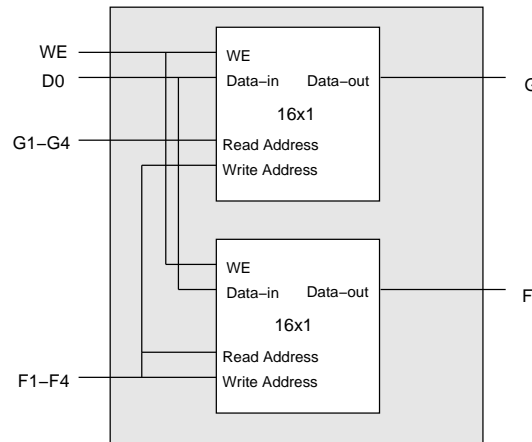 WE
D0
G1–G4
F1–F4
WE
Data–in Data–out
16x1
Read Address
Write Address
WE
Data–in Data–out
16x1
Read Address
Write Address
G
F